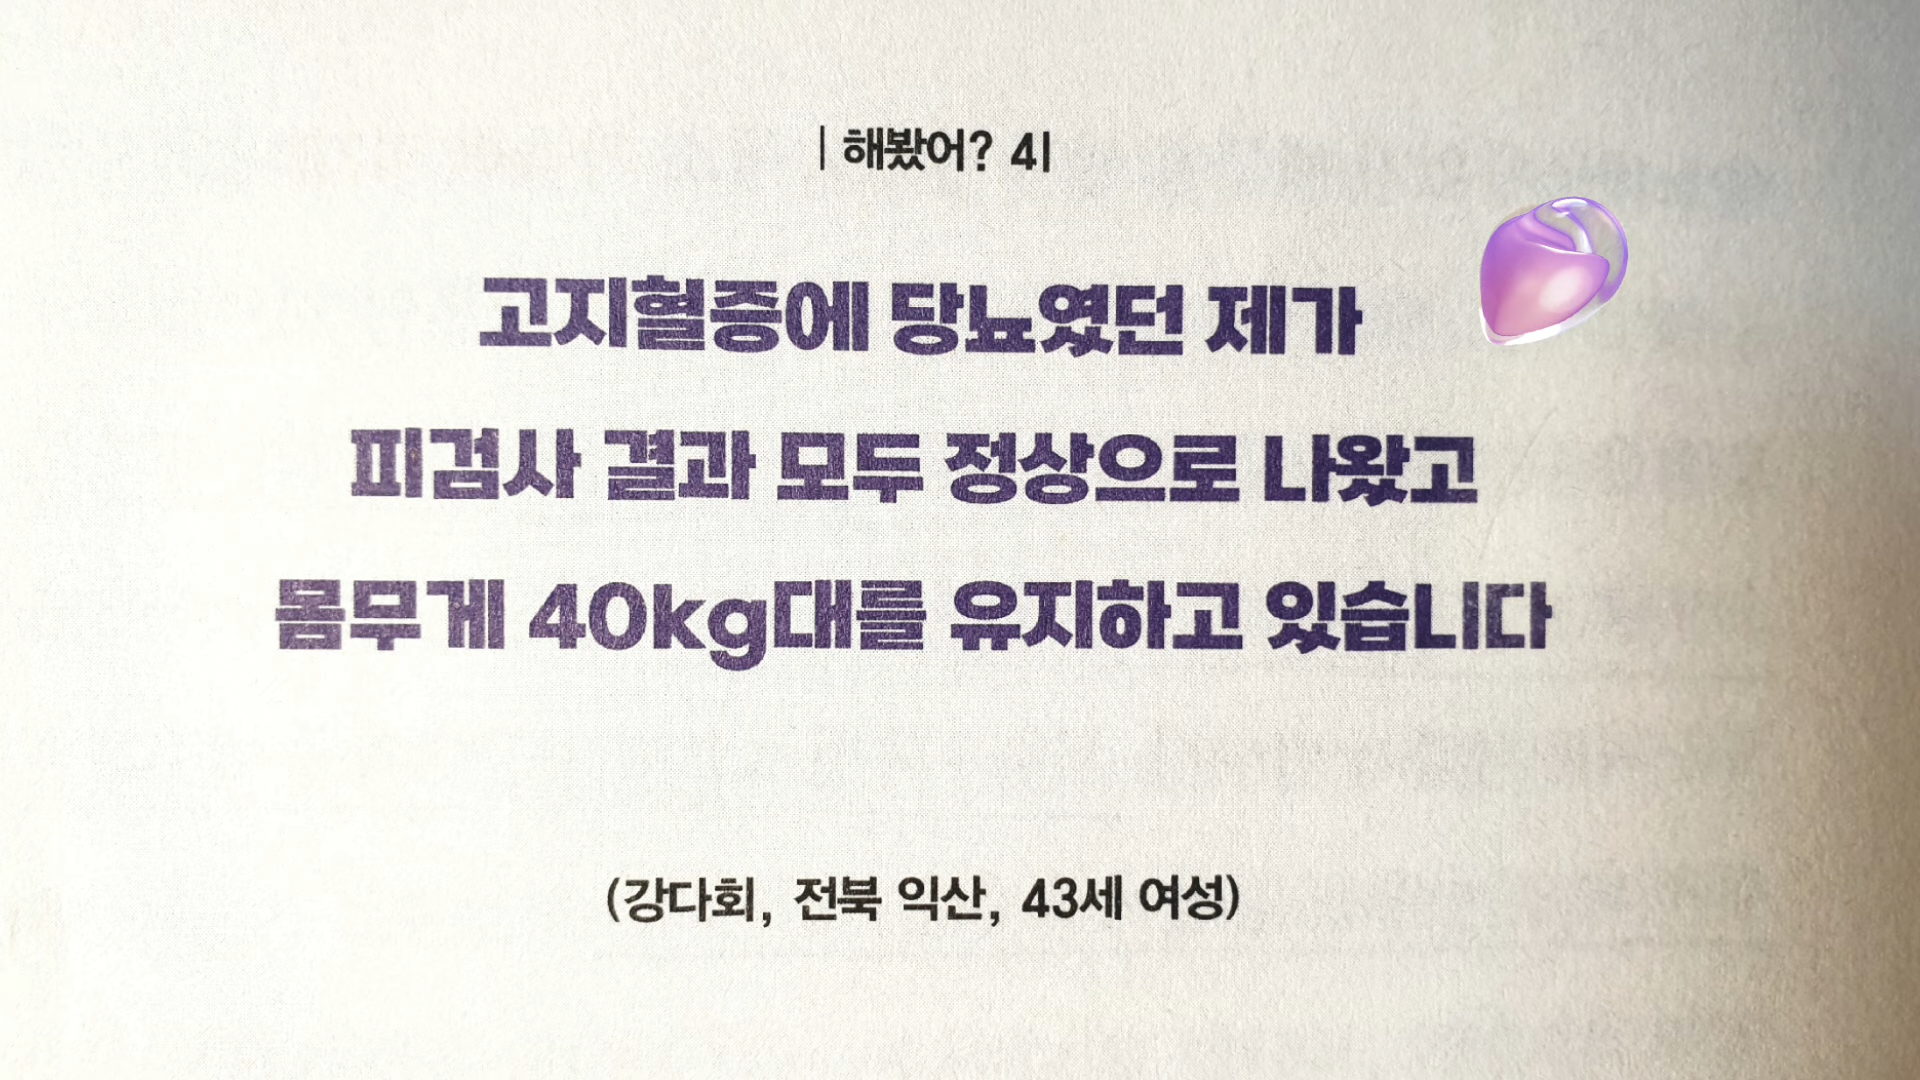 | 해봤어? 4|
고지혈증에 당뇨였던 제가
피검사 결과 모두 정상으로 나왔고
몸무게 40kg대를 유지하고 있습니다
(강다회, 전북 익산, 43세 여성)